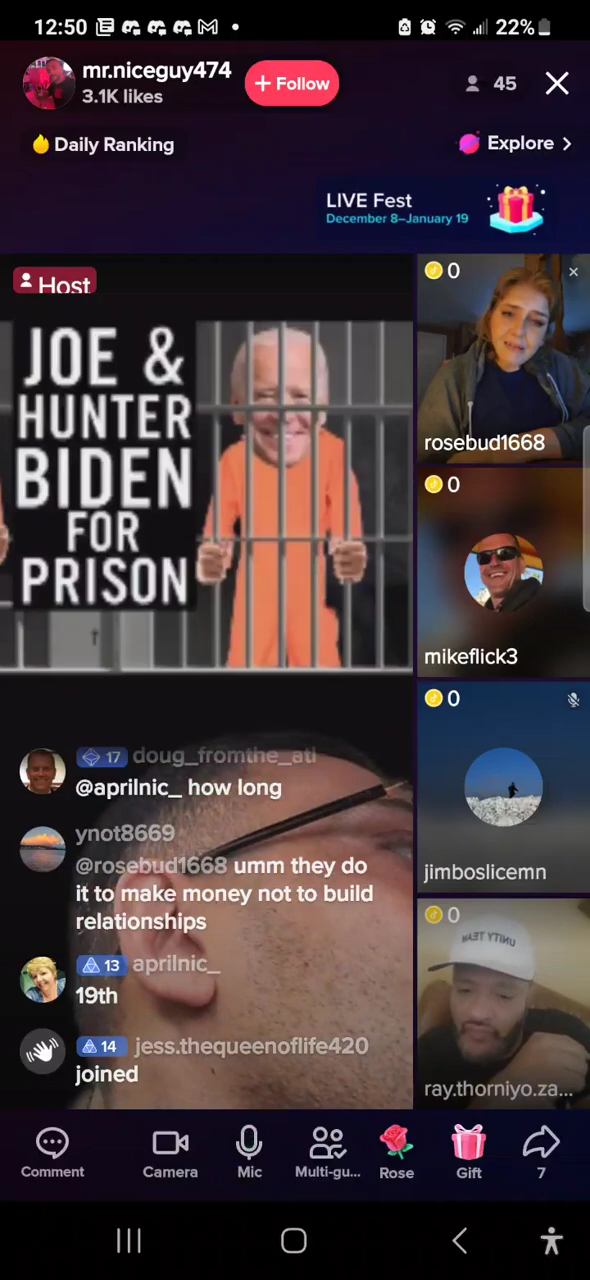 12:50
22%
mr.niceguy474
3.1K likes
+ Follow
45
Daily Ranking
Explore >
LIVE Fest
December 8–January 19
Host
JOE &
HUNTER
BIDEN
FOR
PRISON
0
rosebud1668
0
mikeflick3
0
jimboslicemn
0
UNITY TEAM
ray.thorniyo.za...
17 doug_fromthe_atl
@aprilnic_ how long
ynot8669
@rosebud1668 umm they do
it to make money not to build
relationships
13 aprilnic_
19th
14 jess.thequeenoflife420
joined
Comment
Camera
Mic
Multi-gu...
Rose
Gift
7